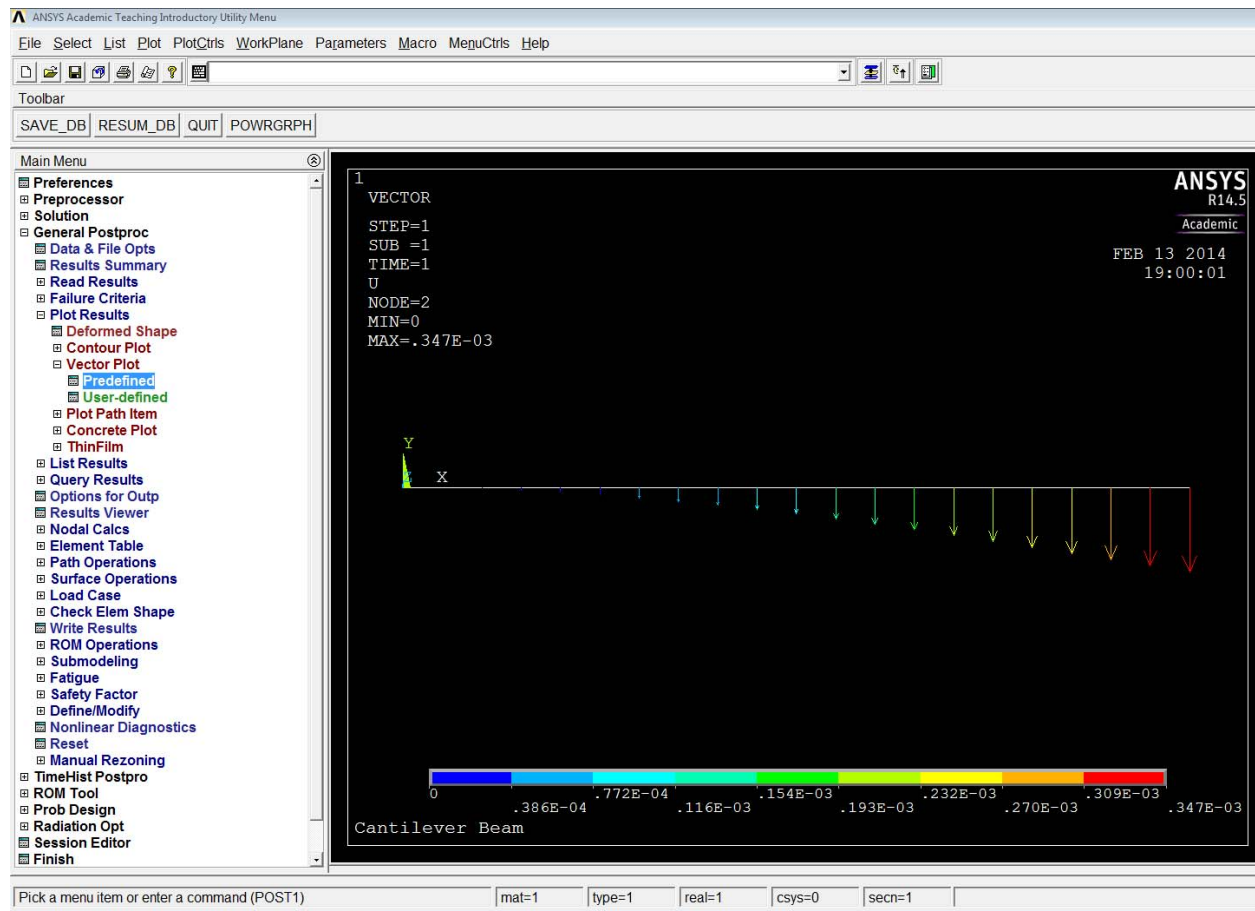 ANSYS Academic Teaching Introductory Utility Menu
File Select List Plot PlotCtrls WorkPlane Parameters Macro MenuCtrls Help
Toolbar
SAVE_DB RESUM_DB QUIT POWRGRPH
Main Menu
Preferences
Preprocessor
Solution
General Postproc
Data & File Opts
Results Summary
Read Results
Failure Criteria
Plot Results
Deformed Shape
Contour Plot
Vector Plot
Predefined
User-defined
Plot Path Item
Concrete Plot
ThinFilm
List Results
Query Results
Options for Outp
Results Viewer
Nodal Calcs
Element Table
Path Operations
Surface Operations
Load Case
Check Elem Shape
Write Results
ROM Operations
Submodeling
Fatigue
Safety Factor
Define/Modify
Nonlinear Diagnostics
Reset
Manual Rezoning
TimeHist Postpro
ROM Tool
Prob Design
Radiation Opt
Session Editor
Finish
1
VECTOR
STEP=1
SUB =1
TIME=1
U
NODE=2
MIN=0
MAX=.347E-03
ANSYS
R14.5
Academic
FEB 13 2014
19:00:01
Y
Z X
0 .772E-04 .154E-03 .232E-03 .309E-03
.386E-04 .116E-03 .193E-03 .270E-03 .347E-03
Cantilever Beam
Pick a menu item or enter a command (POST1) mat=1 type=1 real=1 csys=0 secn=1